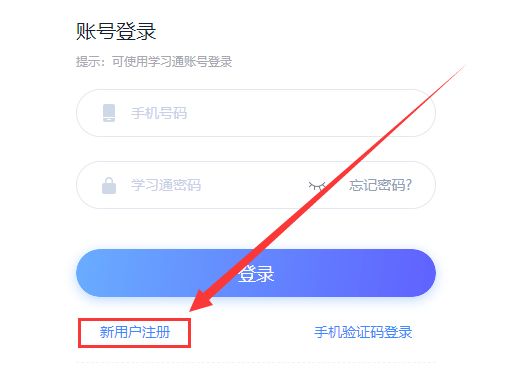 账号登录
提示：可使用学习通账号登录
手机号码
学习通密码 忘记密码?
登录
新用户注册 手机验证码登录